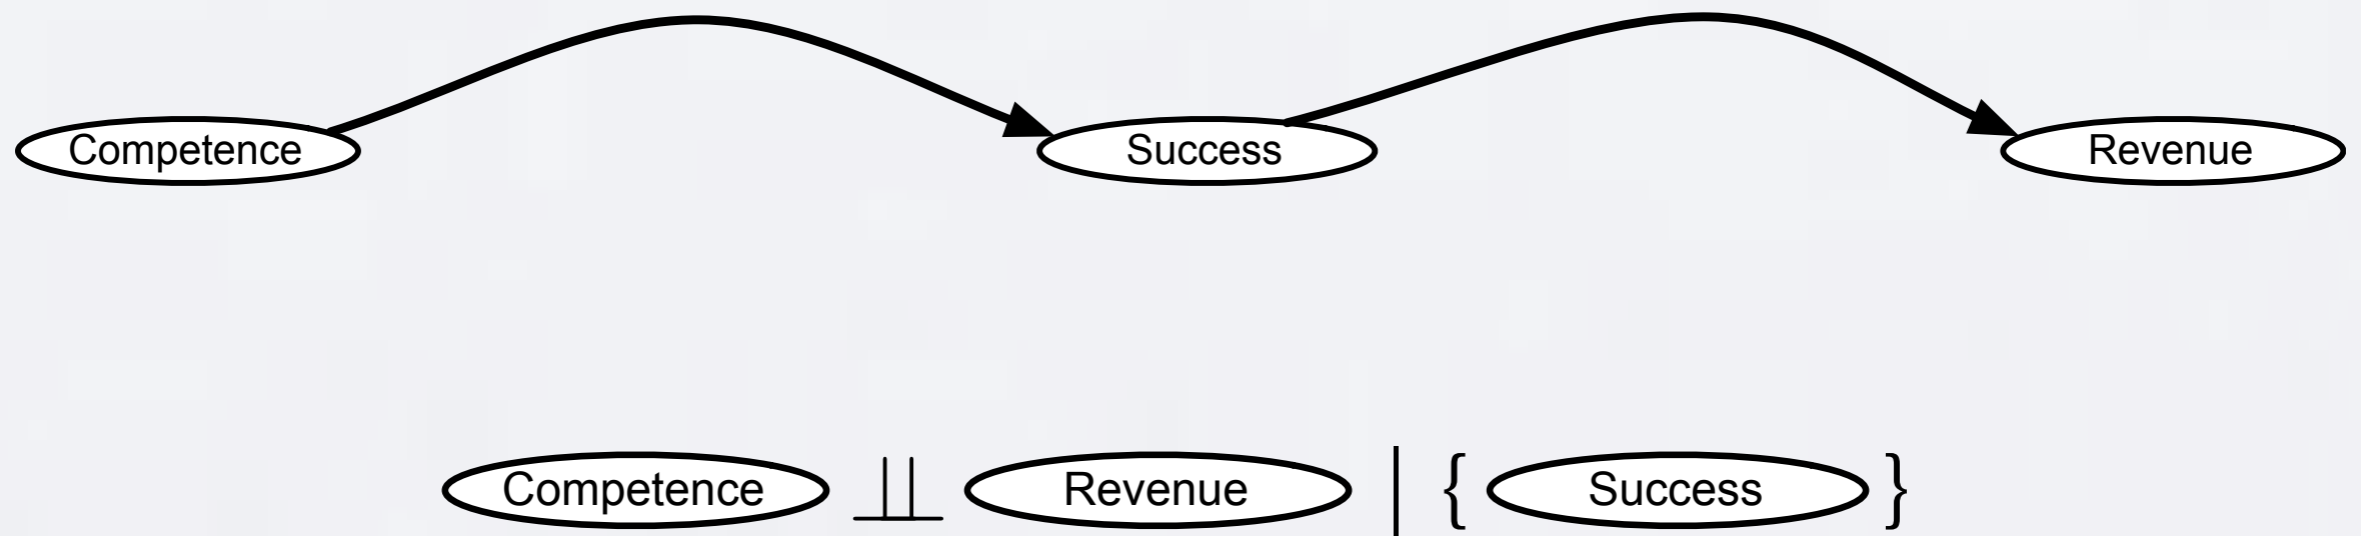 Competence Success Revenue
Competence ⫫ Revenue | { Success }